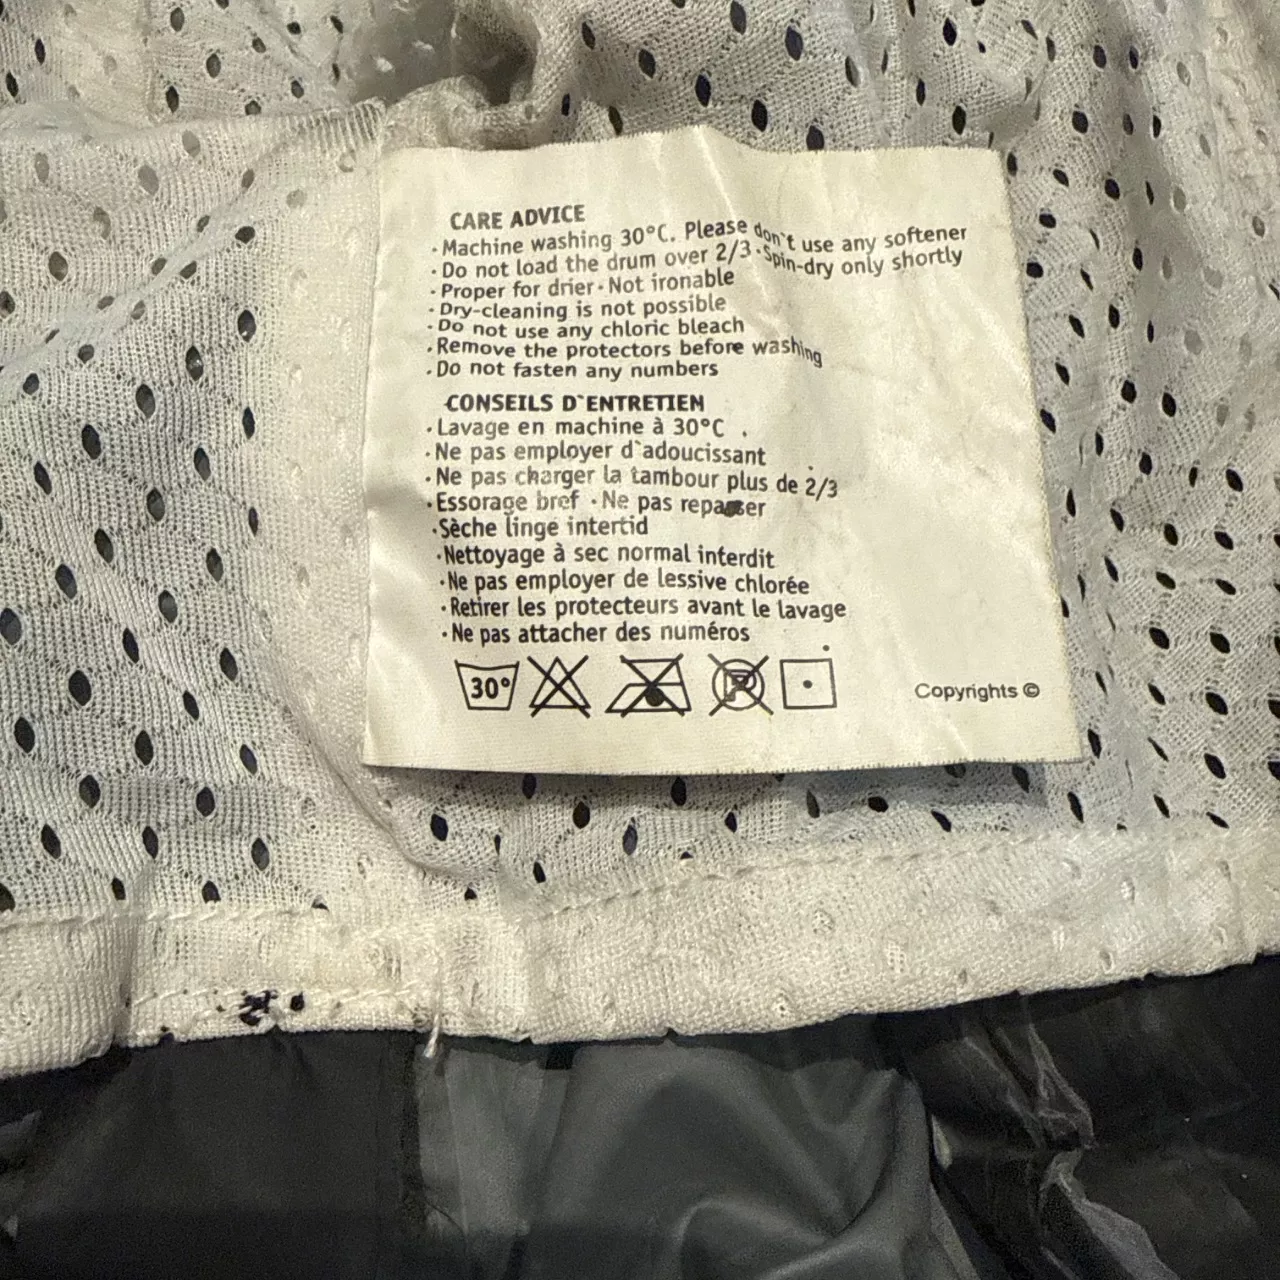 CARE ADVICE
· Machine washing 30°C. Please don`t use any softener
· Do not load the drum over 2/3 · Spin-dry only shortly
· Proper for drier · Not ironable
· Dry-cleaning is not possible
· Do not use any chloric bleach
· Remove the protectors before washing
· Do not fasten any numbers
CONSEILS D`ENTRETIEN
· Lavage en machine à 30°C .
· Ne pas employer d`adoucissant
· Ne pas charger la tambour plus de 2/3
· Essorage bref · Ne pas repasser
· Sèche linge intertid
· Nettoyage à sec normal interdit
· Ne pas employer de lessive chlorée
· Retirer les protecteurs avant le lavage
· Ne pas attacher des numéros
30° P
Copyrights ©